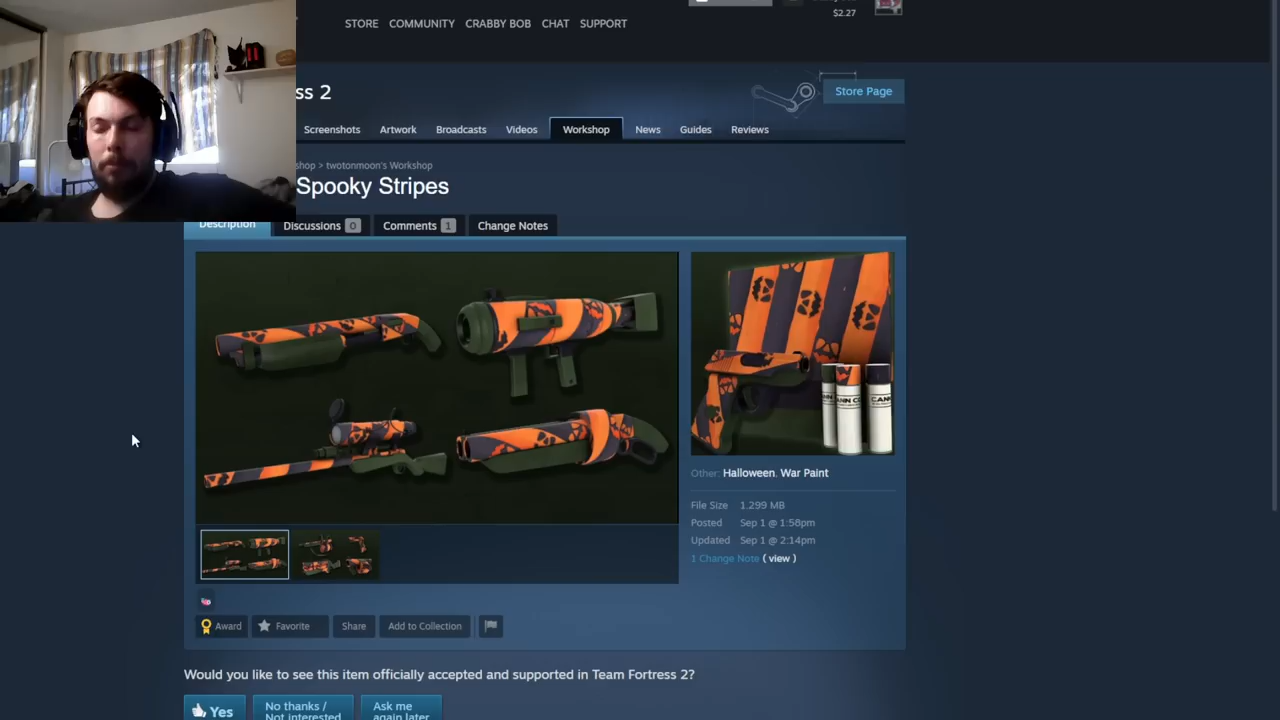 STORE COMMUNITY CRABBY BOB CHAT SUPPORT
$2.27
ss 2
Store Page
Screenshots Artwork Broadcasts Videos Workshop News Guides Reviews
shop > twotonmoon's Workshop
Spooky Stripes
Description Discussions 0 Comments 1 Change Notes
CANN
Other: Halloween, War Paint
File Size 1.299 MB
Posted Sep 1 @ 1:58pm
Updated Sep 1 @ 2:14pm
1 Change Note ( view )
Award Favorite Share Add to Collection
Would you like to see this item officially accepted and supported in Team Fortress 2?
Yes
No thanks /
Not interested
Ask me
again later